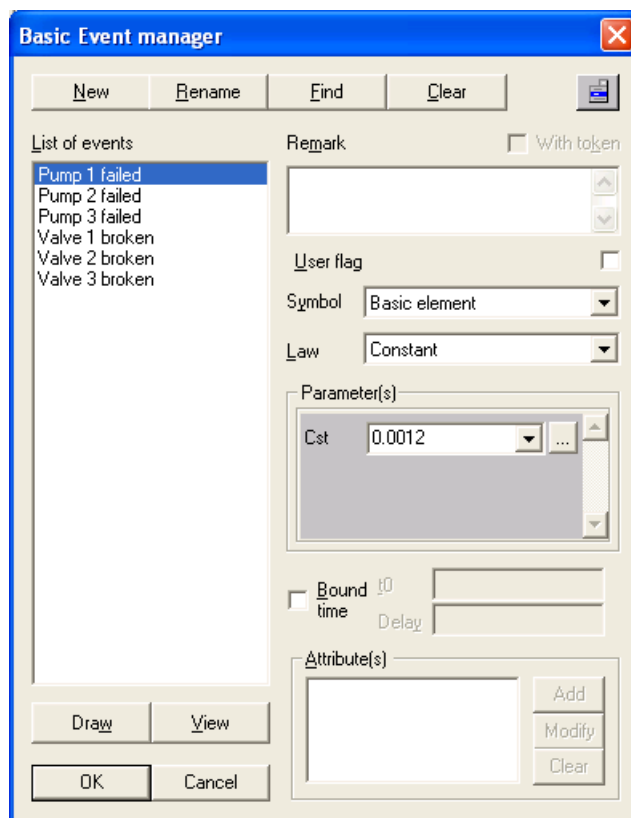 Basic Event manager
New Rename Find Clear
List of events
Pump 1 failed
Pump 2 failed
Pump 3 failed
Valve 1 broken
Valve 2 broken
Valve 3 broken
Draw View
OK Cancel
Remark With token
User flag
Symbol Basic element
Law Constant
Parameter(s)
Cst 0.0012 ...
Bound time
t0
Delay
Attribute(s)
Add
Modify
Clear